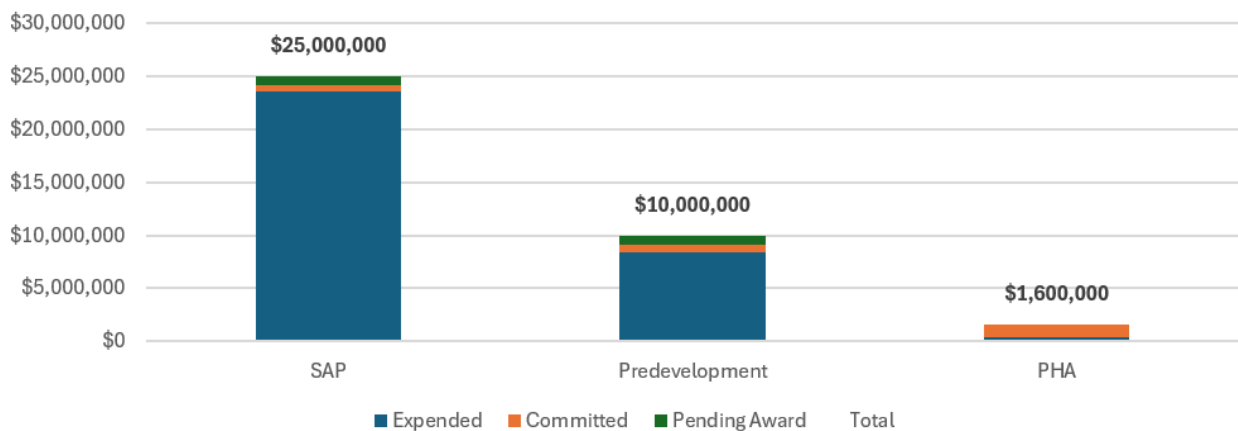 $30,000,000
$25,000,000
$25,000,000
$20,000,000
$15,000,000
$10,000,000
$10,000,000
$5,000,000
$1,600,000
$0
SAP
Predevelopment
PHA
Expended
Committed
Pending Award
Total